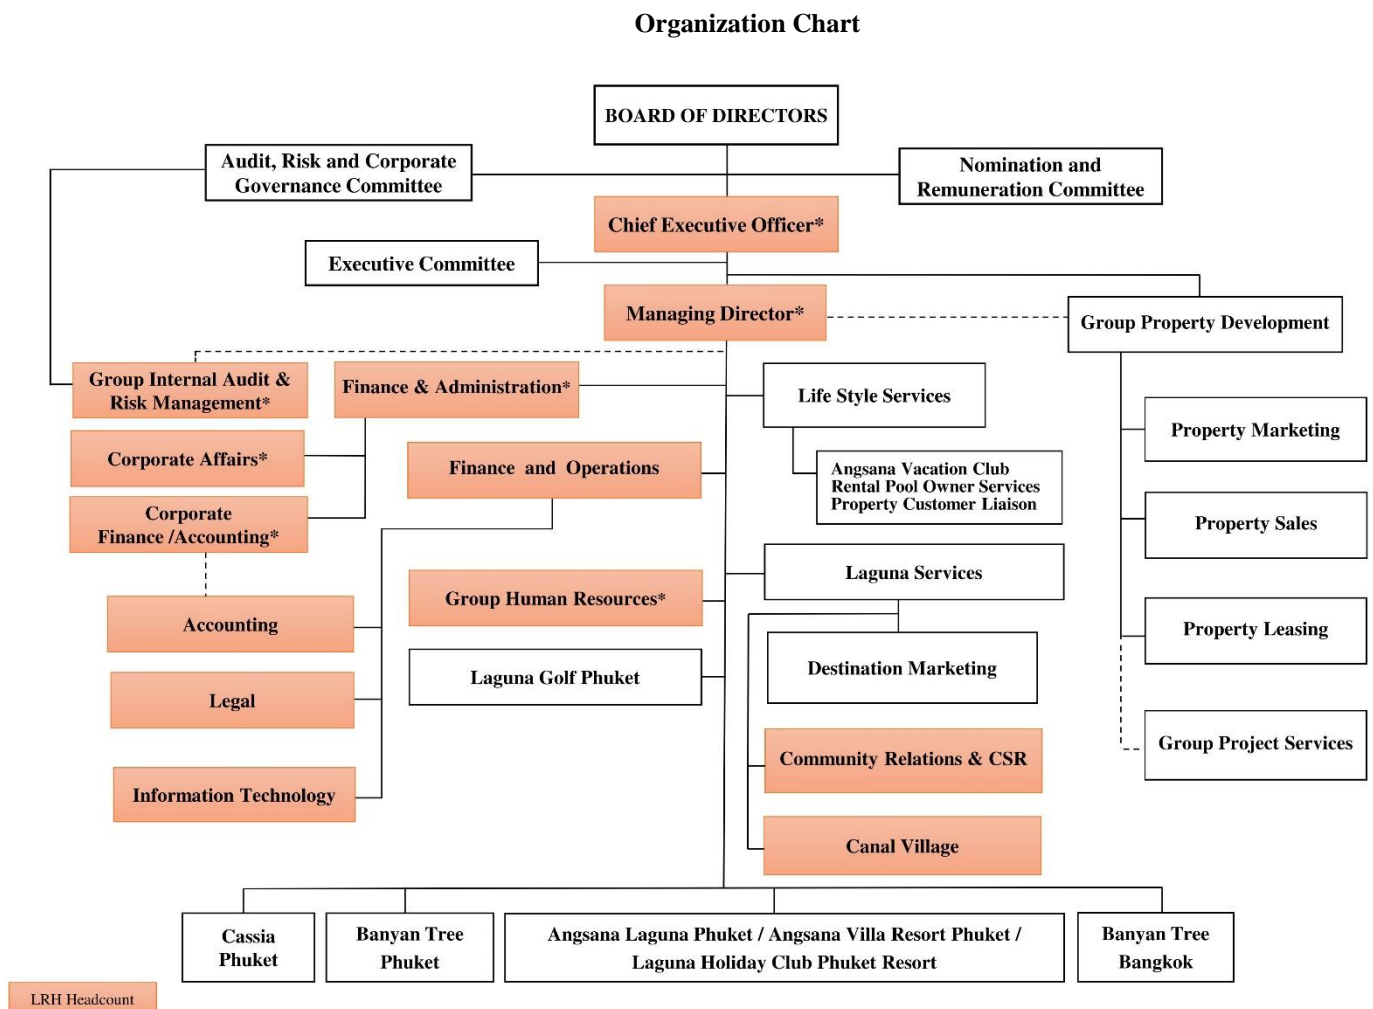 Organization Chart
BOARD OF DIRECTORS
Audit, Risk and Corporate
Governance Committee
Nomination and
Remuneration Committee
Chief Executive Officer*
Executive Committee
Managing Director*
Group Property Development
Group Internal Audit &
Risk Management*
Finance & Administration*
Life Style Services
Property Marketing
Corporate Affairs*
Finance and Operations
Angsana Vacation Club
Rental Pool Owner Services
Property Customer Liaison
Corporate
Finance /Accounting*
Property Sales
Laguna Services
Group Human Resources*
Accounting
Property Leasing
Laguna Golf Phuket
Destination Marketing
Legal
Group Project Services
Community Relations & CSR
Information Technology
Canal Village
Cassia
Phuket
Banyan Tree
Phuket
Angsana Laguna Phuket / Angsana Villa Resort Phuket /
Laguna Holiday Club Phuket Resort
Banyan Tree
Bangkok
LRH Headcount